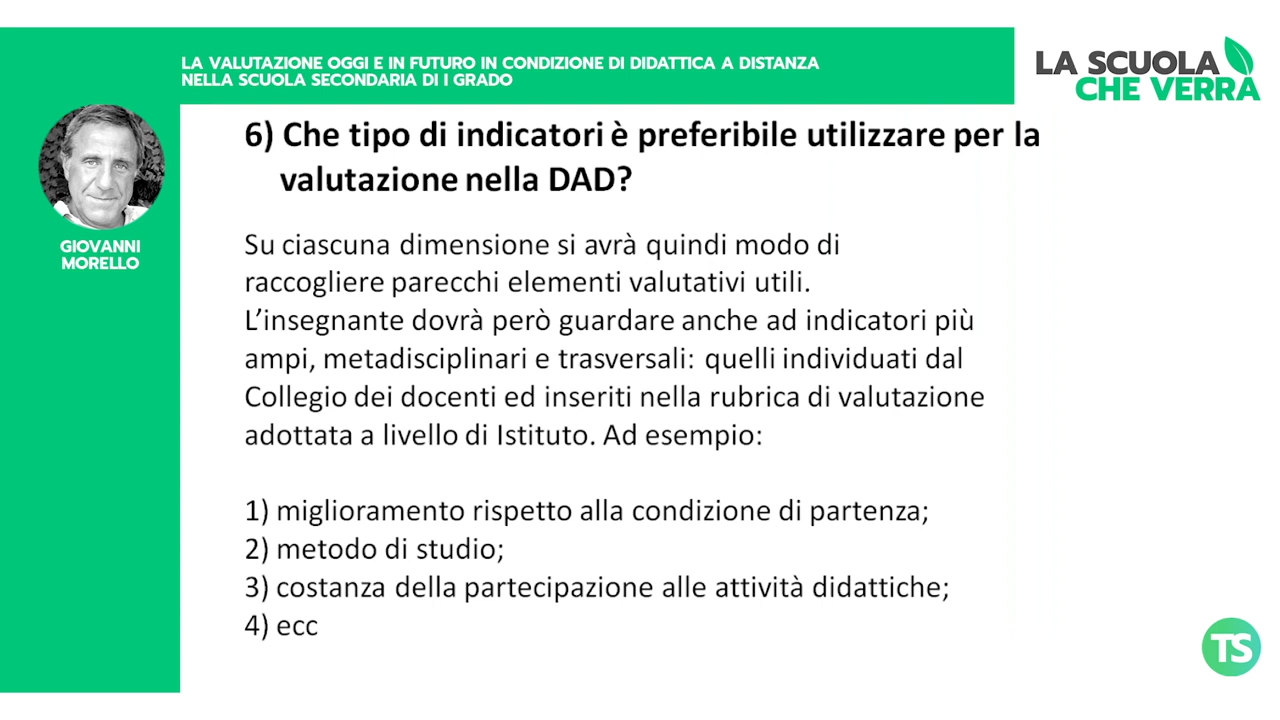 LA VALUTAZIONE OGGI E IN FUTURO IN CONDIZIONE DI DIDATTICA A DISTANZA
NELLA SCUOLA SECONDARIA DI I GRADO
LA SCUOLA
CHE VERRA
GIOVANNI
MORELLO
6) Che tipo di indicatori è preferibile utilizzare per la
valutazione nella DAD?
Su ciascuna dimensione si avrà quindi modo di
raccogliere parecchi elementi valutativi utili.
L’insegnante dovrà però guardare anche ad indicatori più
ampi, metadisciplinari e trasversali: quelli individuati dal
Collegio dei docenti ed inseriti nella rubrica di valutazione
adottata a livello di Istituto. Ad esempio:
1) miglioramento rispetto alla condizione di partenza;
2) metodo di studio;
3) costanza della partecipazione alle attività didattiche;
4) ecc
TS